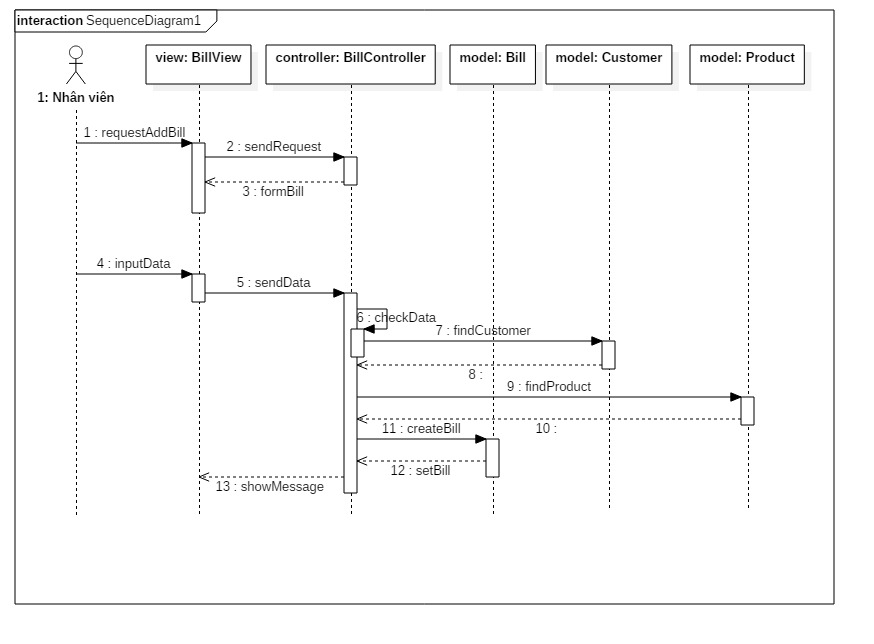 interaction SequenceDiagram1
view: BillView
controller: BillController
model: Bill
model: Customer
model: Product
1: Nhân viên
1 : requestAddBill
2 : sendRequest
3 : formBill
4 : inputData
5 : sendData
6 : checkData
7 : findCustomer
8 :
9 : findProduct
10 :
11 : createBill
12 : setBill
13 : showMessage